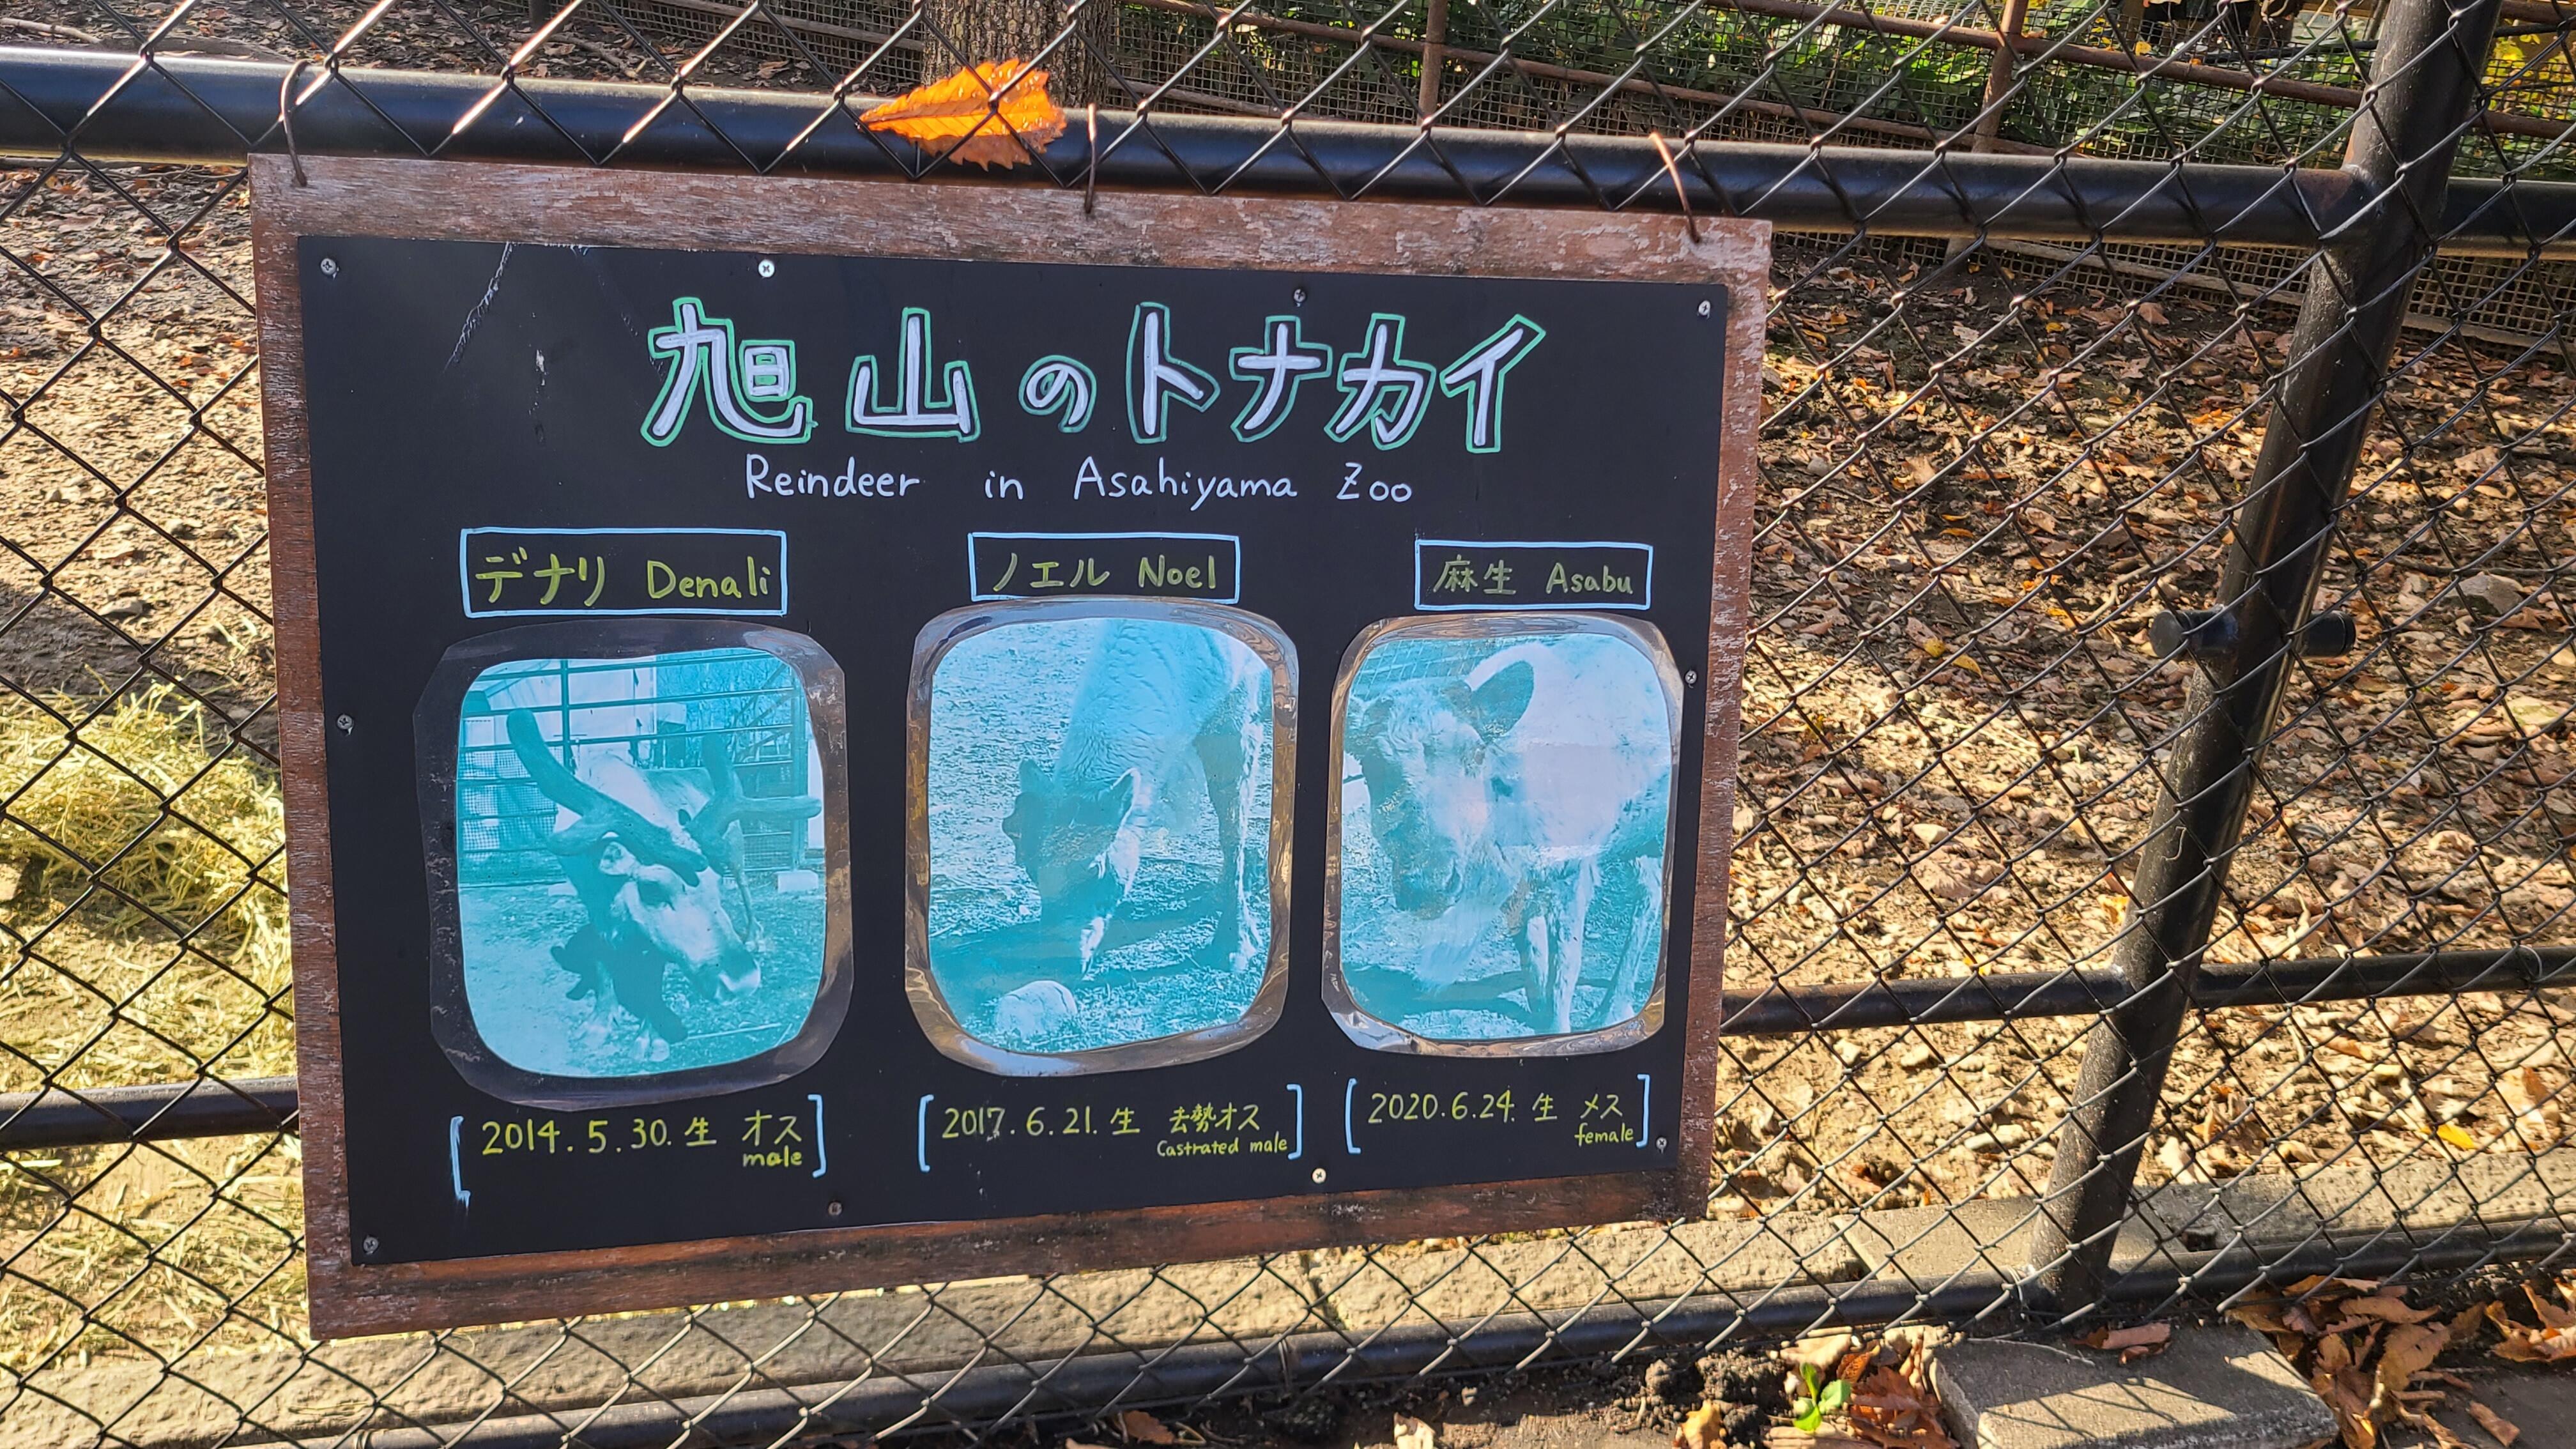 旭山のトナカイ
Reindeer in Asahiyama Zoo
デナリ Denali
ノエル Noel
麻生 Asabu
[2014.5.30.生 オス
male]
[2017.6.21.生 去勢オス
Castrated male]
[2020.6.24.生 メス
female]